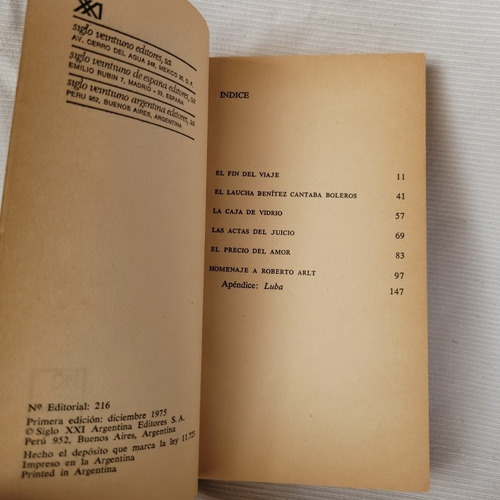 XXI
siglo veintiuno editores, sa
AV. CERRO DEL AGUA 248, MEXICO 20, D. F.
siglo veintiuno de españa editores, sa
EMILIO RUBIN 7, MADRID - 33, ESPAÑA
siglo veintiuno argentina editores, sa
PERU 952, BUENOS AIRES, ARGENTINA
Nº Editorial: 216
Primera edición: diciembre 1975
© Siglo XXI Argentina Editores S. A.
Perú 952, Buenos Aires, Argentina
Hecho el depósito que marca la ley 11.723
Impreso en la Argentina
Printed in Argentina
ÍNDICE
EL FIN DEL VIAJE 11
EL LAUCHA BENÍTEZ CANTABA BOLEROS 41
LA CAJA DE VIDRIO 57
LAS ACTAS DEL JUICIO 69
EL PRECIO DEL AMOR 83
HOMENAJE A ROBERTO ARLT 97
Apéndice: Luba 147